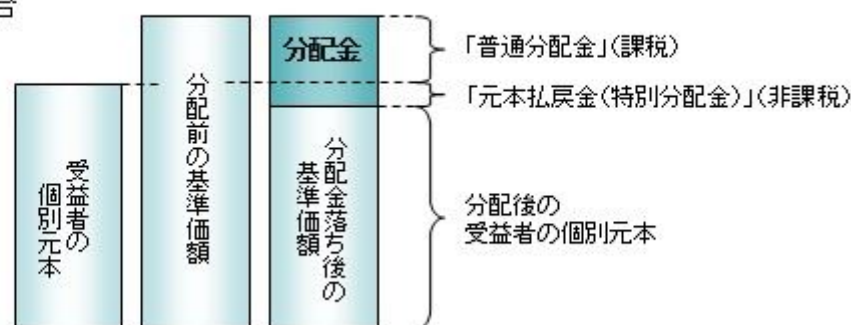 合
分配金
「普通分配金」(課税)
「元本払戻金(特別分配金)」(非課税)
受益者の
個別元本
分配前の基準価額
分配金落ち後の
基準価額
分配後の
受益者の個別元本